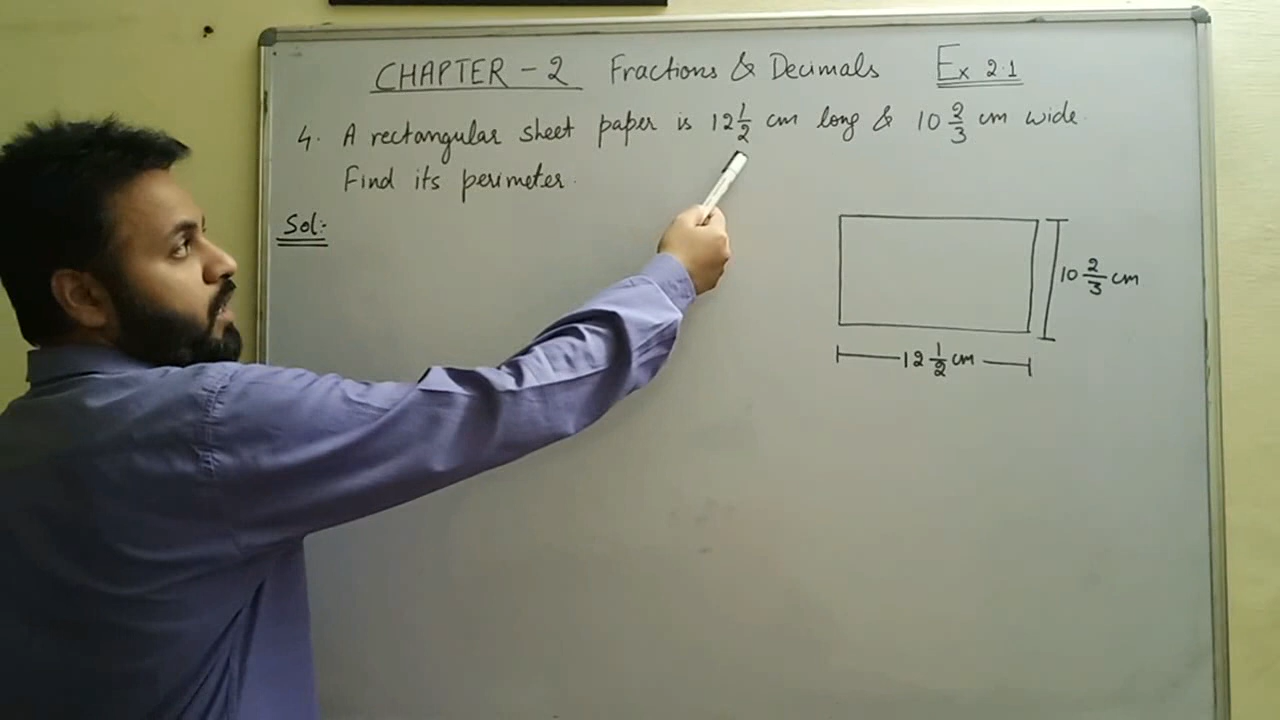 CHAPTER - 2 Fractions & Decimals Ex 2.1
4. A rectangular sheet paper is 12 1/2 cm long & 10 2/3 cm wide.
Find its perimeter.
Sol:-
10 2/3 cm
12 1/2 cm